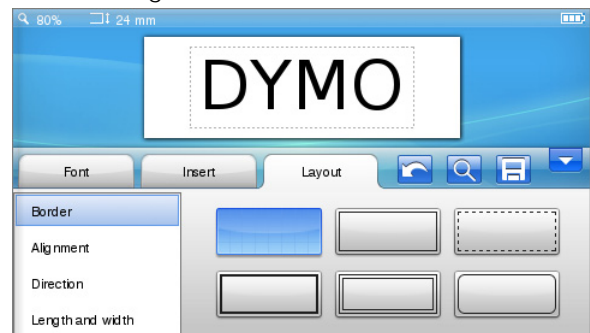 80% 24 mm
DYMO
Font Insert Layout
Border
Alignment
Direction
Length and width